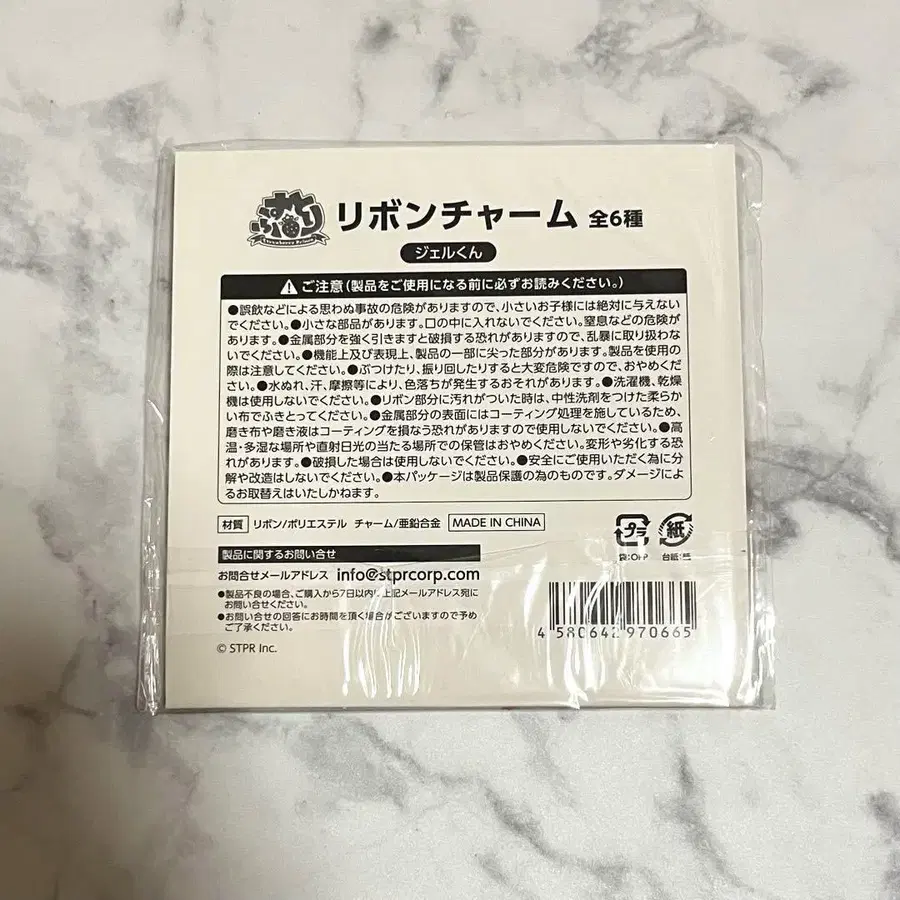 すとぷり
Strawberry Prince
リボンチャーム 全6種
ジェルくん
ご注意(製品をご使用になる前に必ずお読みください。)
●誤飲などによる思わぬ事故の危険がありますので、小さいお子様には絶対に与えない
でください。●小さな部品があります。口の中に入れないでください。窒息などの危険が
あります。●金属部分を強く引きますと破損する恐れがありますので、乱暴に取り扱わな
いでください。●機能上及び表現上、製品の一部に尖った部分があります。製品を使用の
際は注意してください。●ぶつけたり、振り回したりすると大変危険ですので、おやめくだ
さい。●水ぬれ、汗、摩擦等により、色落ちが発生するおそれがあります。●洗濯機、乾燥
機は使用しないでください。●リボン部分に汚れがついた時は、中性洗剤をつけた柔らか
い布でふきとってください。●金属部分の表面にはコーティング処理を施しているため、
磨き布や磨き液はコーティングを損なう恐れがありますので使用しないでください。●高
温・多湿な場所や直射日光の当たる場所での保管はおやめください。変形や劣化する恐
れがあります。●破損した場合は使用しないでください。●安全にご使用いただく為に分
解や改造はしないでください。●本パッケージは製品保護の為のものです。ダメージによ
るお取替えはいたしかねます。
材質 リボン/ポリエステル チャーム/亜鉛合金 MADE IN CHINA
プラ 紙
袋:OPP 台紙:紙
製品に関するお問い合せ
お問合せメールアドレス info@stprcorp.com
●製品不良の場合、ご購入から7日以内に上記メールアドレス宛に
お問い合せください。
●お問い合せの回答にお時間を頂く場合がございますので予め
ご了承ください。
4 580642 970665
© STPR Inc.